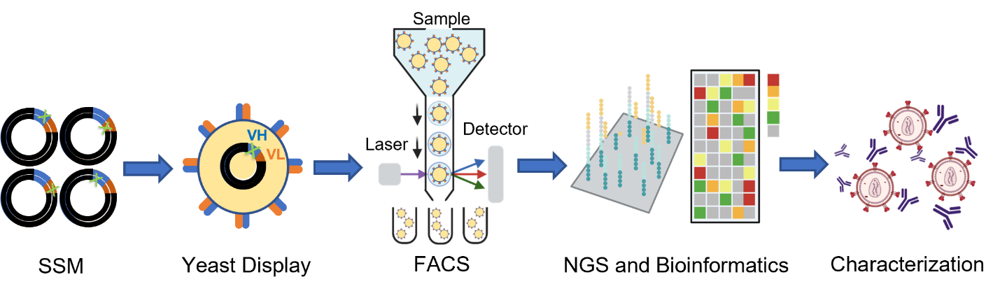 Sample
VH
VL
Laser
Detector
SSM
Yeast Display
FACS
NGS and Bioinformatics
Characterization